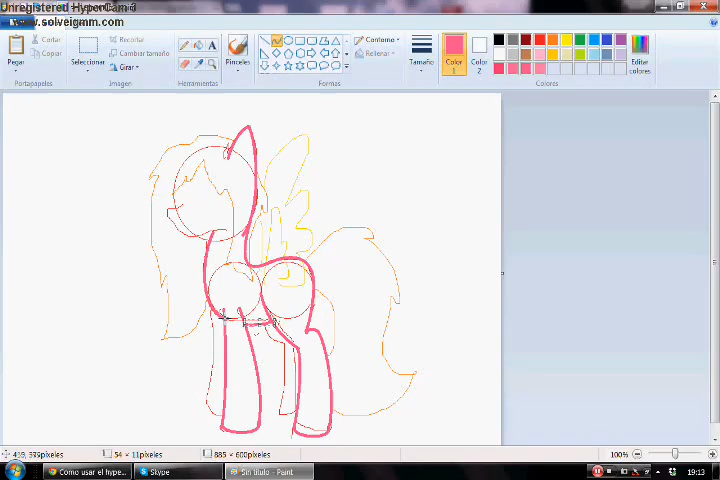 Unregistered HyperCam 3
www.solveigmm.com
Pegar
Cortar
Copiar
Portapapeles
Seleccionar
Recortar
Cambiar tamaño
Girar
Imagen
A
Herramientas
Pinceles
Contorno
Rellenar
Formas
Tamaño
Color
1
Color
2
Editar
colores
Colores
54 × 11píxeles
885 × 600píxeles
100%
Como usar el hype...
Skype
Sin título - Paint
19:13